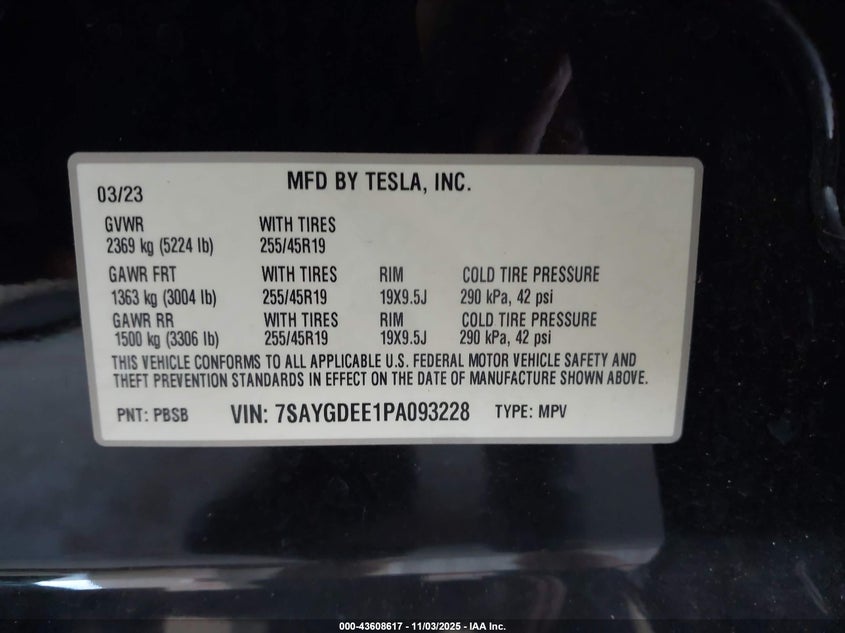 MFD BY TESLA, INC.
03/23
GVWR WITH TIRES
2369 kg (5224 lb) 255/45R19
GAWR FRT WITH TIRES RIM COLD TIRE PRESSURE
1363 kg (3004 lb) 255/45R19 19X9.5J 290 kPa, 42 psi
GAWR RR WITH TIRES RIM COLD TIRE PRESSURE
1500 kg (3306 lb) 255/45R19 19X9.5J 290 kPa, 42 psi
THIS VEHICLE CONFORMS TO ALL APPLICABLE U.S. FEDERAL MOTOR VEHICLE SAFETY AND
THEFT PREVENTION STANDARDS IN EFFECT ON THE DATE OF MANUFACTURE SHOWN ABOVE.
PNT: PBSB VIN: 7SAYGDEE1PA093228 TYPE: MPV
000-43608617 - 11/03/2025 - IAA Inc.